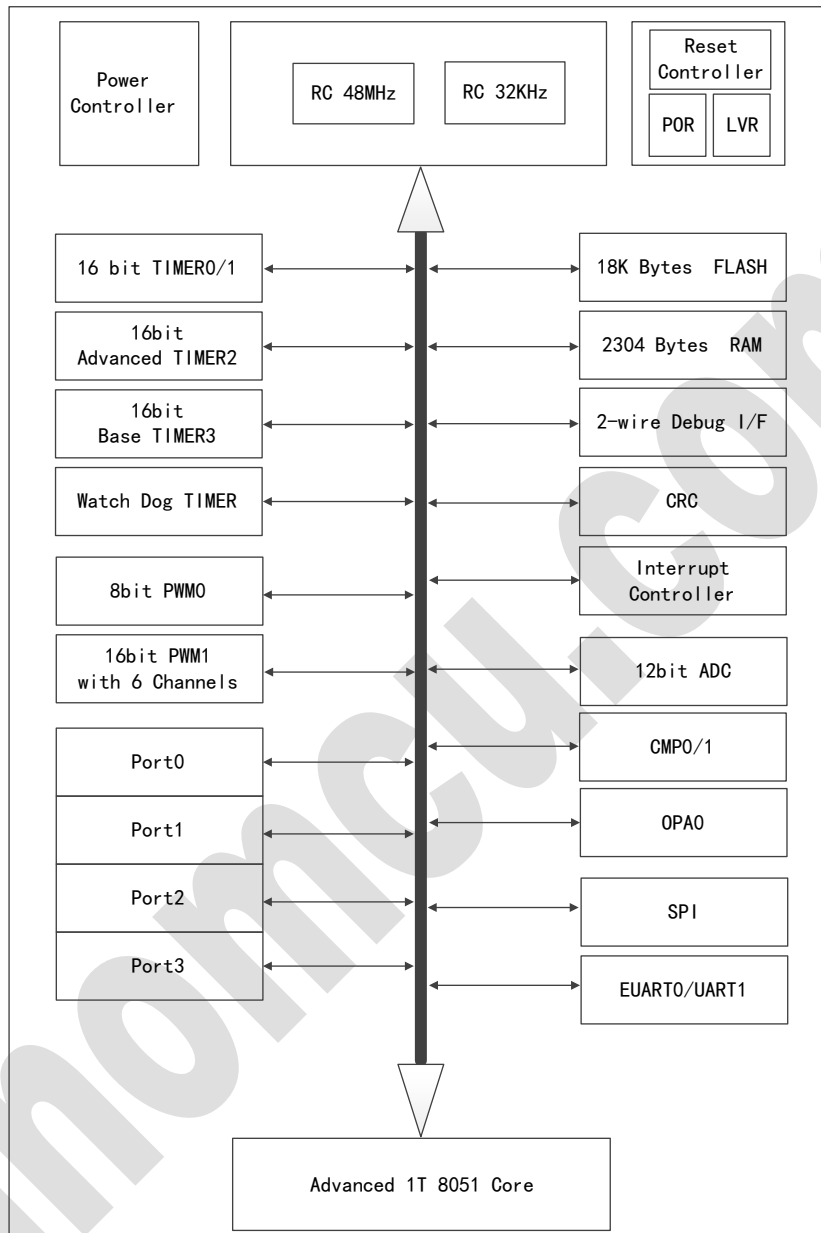 Power
Controller
RC 48MHz
RC 32KHz
Reset
Controller
POR
LVR
16 bit TIMER0/1
16bit
Advanced TIMER2
16bit
Base TIMER3
Watch Dog TIMER
8bit PWM0
16bit PWM1
with 6 Channels
Port0
Port1
Port2
Port3
18K Bytes FLASH
2304 Bytes RAM
2-wire Debug I/F
CRC
Interrupt
Controller
12bit ADC
CMP0/1
OPA0
SPI
EUART0/UART1
Advanced 1T 8051 Core
nomcu.com